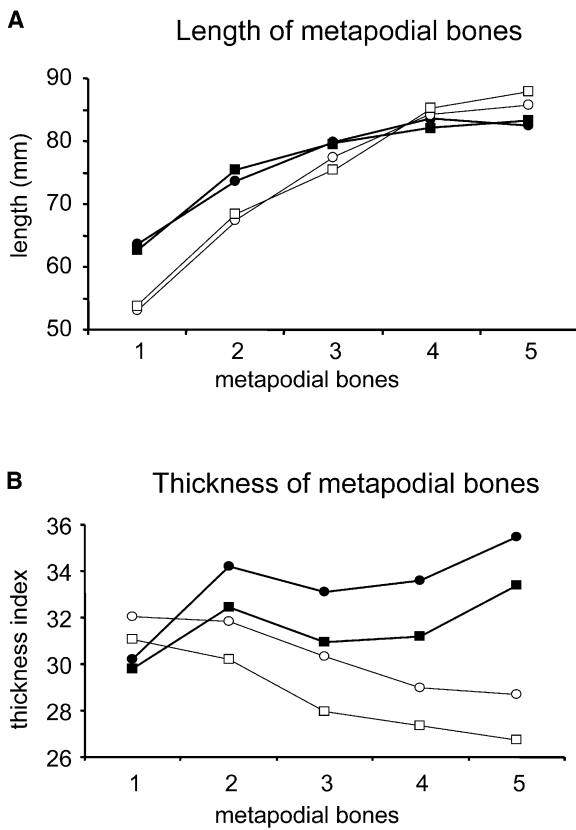 A
Length of metapodial bones
90
80
70
60
50
length (mm)
1 2 3 4 5
metapodial bones
B
Thickness of metapodial bones
36
34
32
30
28
26
thickness index
1 2 3 4 5
metapodial bones